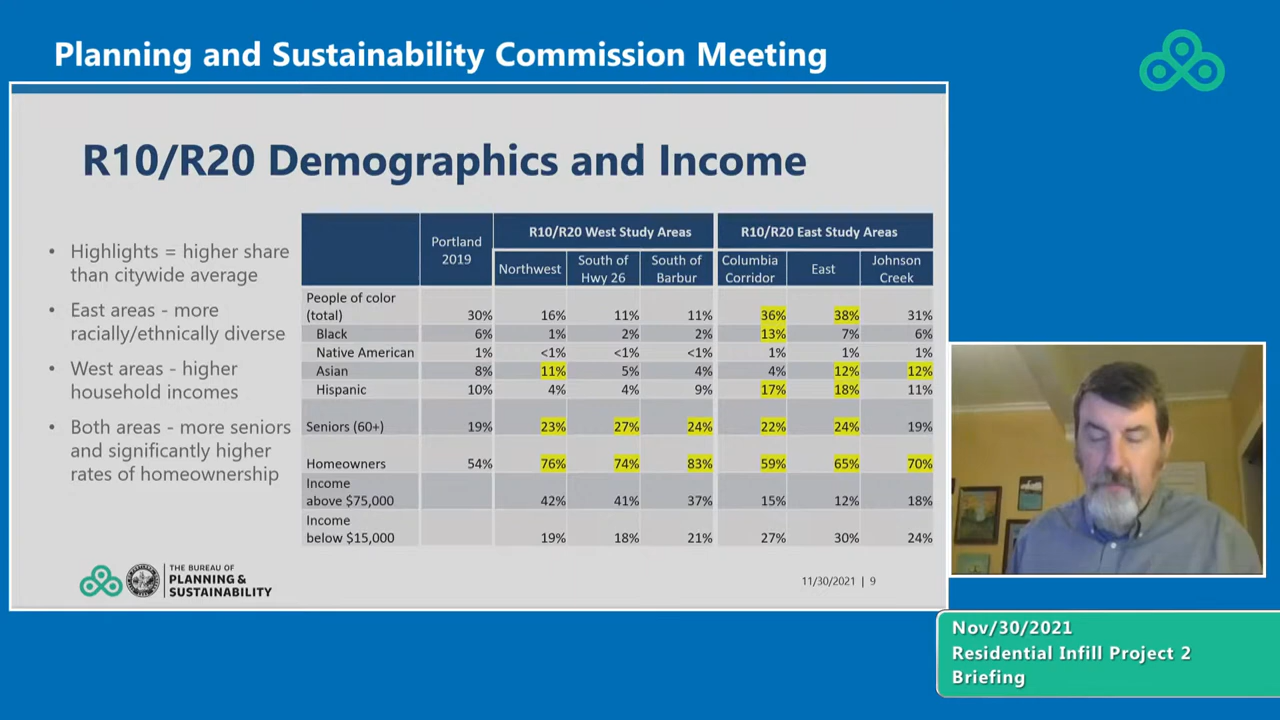 Planning and Sustainability Commission Meeting
R10/R20 Demographics and Income
• Highlights = higher share
than citywide average
• East areas - more
racially/ethnically diverse
• West areas - higher
household incomes
• Both areas - more seniors
and significantly higher
rates of homeownership
Portland
2019
R10/R20 West Study Areas
R10/R20 East Study Areas
Northwest
South of
Hwy 26
South of
Barbur
Columbia
Corridor
East
Johnson
Creek
People of color
(total) 30% 16% 11% 11% 36% 38% 31%
Black 6% 1% 2% 2% 13% 7% 6%
Native American 1% <1% <1% <1% 1% 1% 1%
Asian 8% 11% 5% 4% 4% 12% 12%
Hispanic 10% 4% 4% 9% 17% 18% 11%
Seniors (60+) 19% 23% 27% 24% 22% 24% 19%
Homeowners 54% 76% 74% 83% 59% 65% 70%
Income
above $75,000 42% 41% 37% 15% 12% 18%
Income
below $15,000 19% 18% 21% 27% 30% 24%
THE BUREAU OF
PLANNING &
SUSTAINABILITY
11/30/2021 | 9
Nov/30/2021
Residential Infill Project 2
Briefing